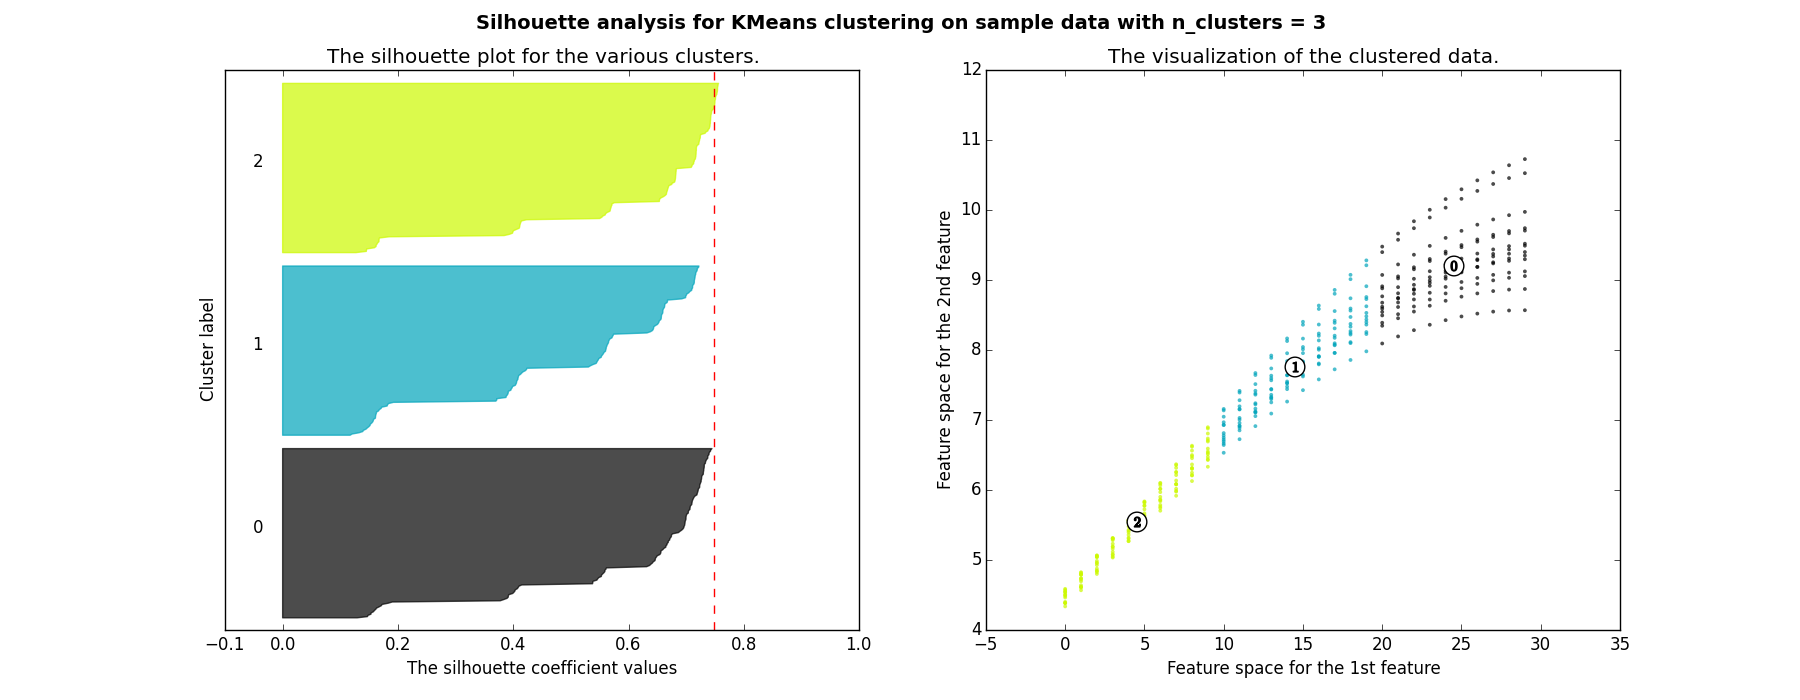 Silhouette analysis for KMeans clustering on sample data with n_clusters = 3
The silhouette plot for the various clusters.
Cluster label
2
1
0
−0.1 0.0 0.2 0.4 0.6 0.8 1.0
The silhouette coefficient values
The visualization of the clustered data.
Feature space for the 2nd feature
12
11
10
9
8
7
6
5
4
0
1
2
−5 0 5 10 15 20 25 30 35
Feature space for the 1st feature